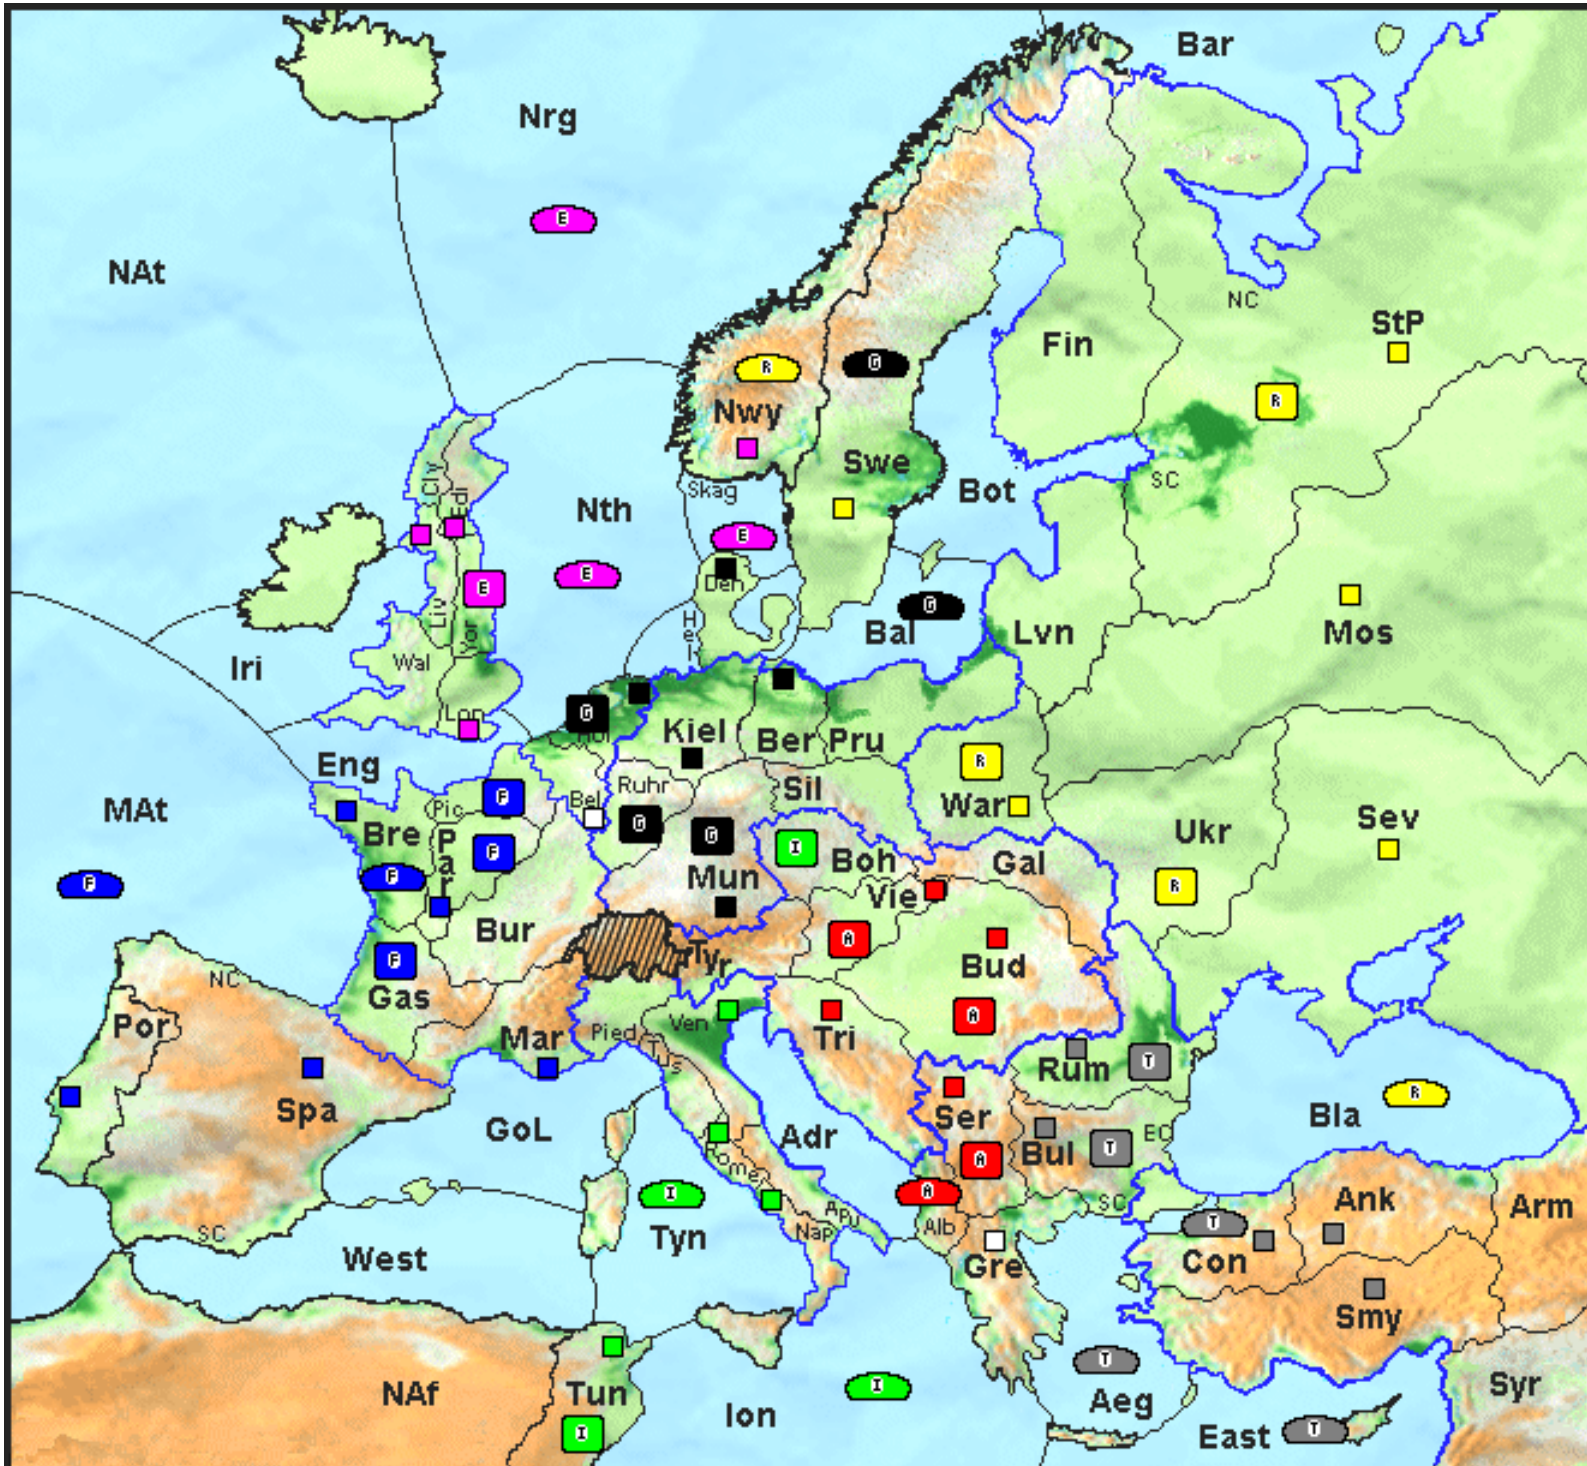 Bar
Nrg
E
NAt
NC
StP
Fin
R
G
R
Nwy
Swe
Cly
Edi
Skag
Bot
SC
Nth
E
E
Den
E
Hel
G
Bal
Lvn
Mos
Liv
Yor
Wal
Iri
Lon
G
Hol
Kiel
Ber
Pru
Eng
R
Ruhr
Sil
War
MAt
F
Pic
Bel
Bre
Par
G
G
I
Boh
Gal
Ukr
Sev
F
F
F
Mun
Vie
R
Bur
A
Bud
Tyr
F
Gas
NC
Por
Mar
Pied
Ven
Tus
Tri
A
Rum
T
Spa
GoL
Adr
Ser
R
Bla
Bul
T
EC
Rome
A
A
I
Tyn
Apu
Nap
Alb
SC
Ank
Arm
SC
West
T
Con
Gre
Smy
T
Aeg
I
NAf
Tun
Ion
Syr
I
East
T